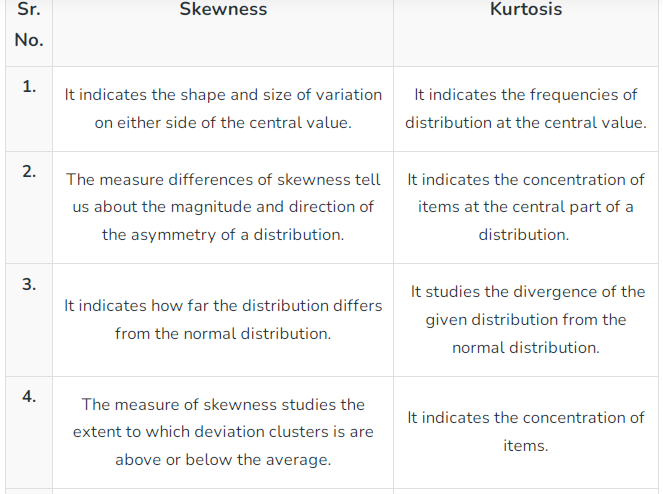 Sr.
No.
Skewness
Kurtosis
1.
It indicates the shape and size of variation
on either side of the central value.
It indicates the frequencies of
distribution at the central value.
2.
The measure differences of skewness tell
us about the magnitude and direction of
the asymmetry of a distribution.
It indicates the concentration of
items at the central part of a
distribution.
3.
It indicates how far the distribution differs
from the normal distribution.
It studies the divergence of the
given distribution from the
normal distribution.
4.
The measure of skewness studies the
extent to which deviation clusters is are
above or below the average.
It indicates the concentration of
items.